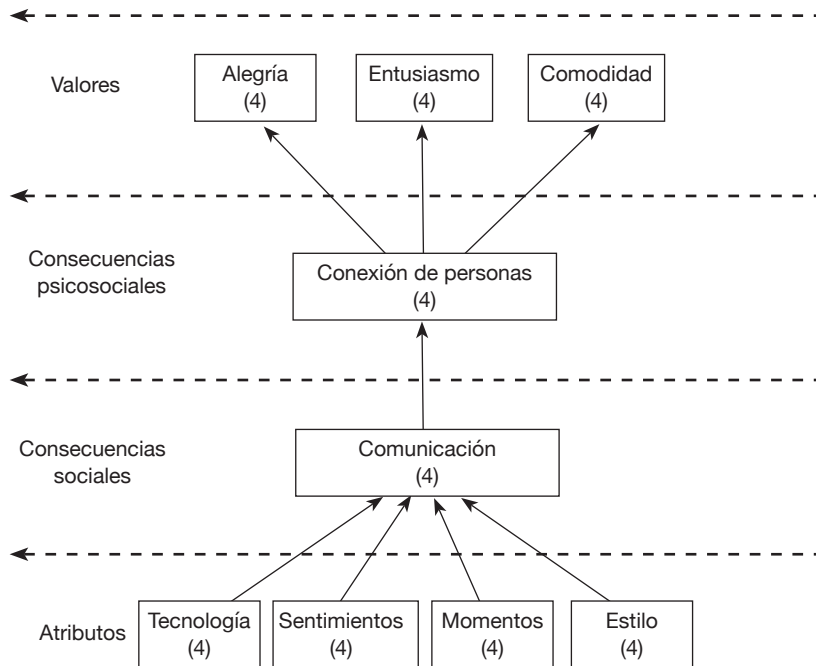 Valores
Alegría
(4)
Entusiasmo
(4)
Comodidad
(4)
Consecuencias
psicosociales
Conexión de personas
(4)
Consecuencias
sociales
Comunicación
(4)
Atributos
Tecnología
(4)
Sentimientos
(4)
Momentos
(4)
Estilo
(4)